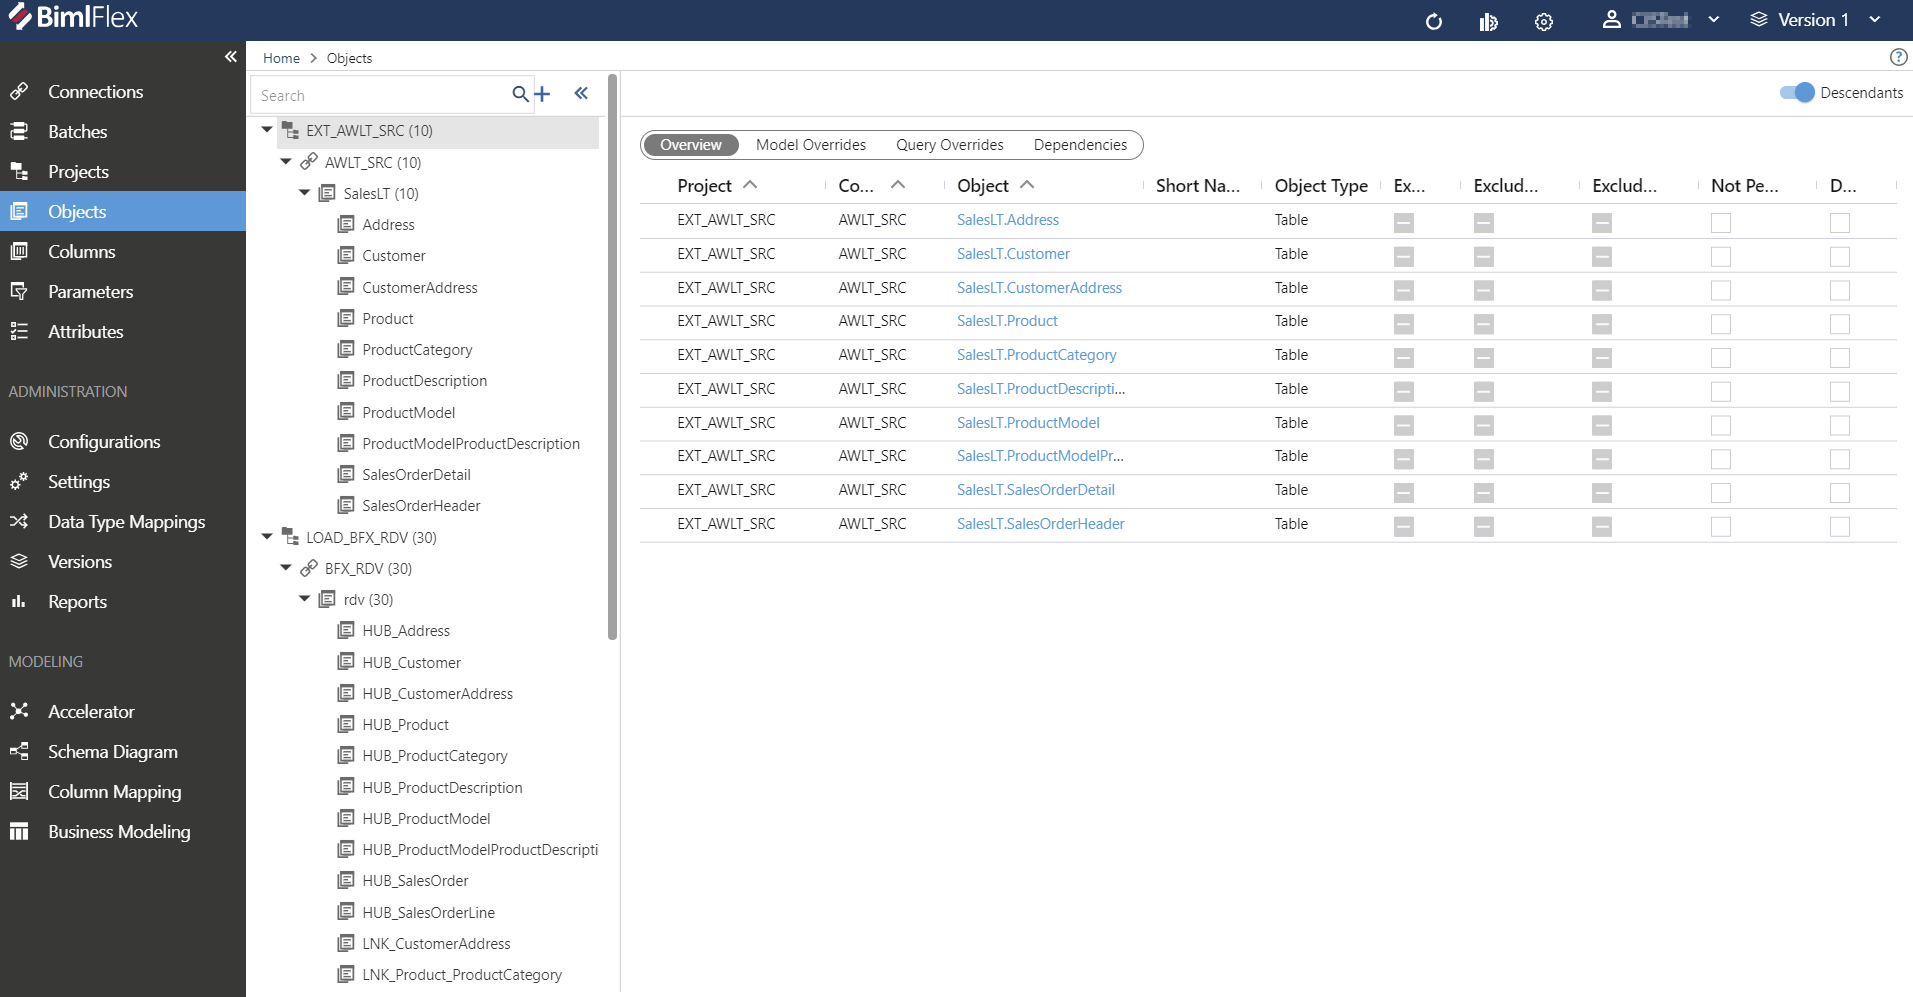 BimlFlex
Version 1
Home > Objects
Search
Descendants
Connections
Batches
Projects
Objects
Columns
Parameters
Attributes
ADMINISTRATION
Configurations
Settings
Data Type Mappings
Versions
Reports
MODELING
Accelerator
Schema Diagram
Column Mapping
Business Modeling
EXT_AWLT_SRC (10)
AWLT_SRC (10)
SalesLT (10)
Address
Customer
CustomerAddress
Product
ProductCategory
ProductDescription
ProductModel
ProductModelProductDescription
SalesOrderDetail
SalesOrderHeader
LOAD_BFX_RDV (30)
BFX_RDV (30)
rdv (30)
HUB_Address
HUB_Customer
HUB_CustomerAddress
HUB_Product
HUB_ProductCategory
HUB_ProductDescription
HUB_ProductModel
HUB_ProductModelProductDescripti
HUB_SalesOrder
HUB_SalesOrderLine
LNK_CustomerAddress
LNK_Product_ProductCategory
Overview Model Overrides Query Overrides Dependencies
Project Co... Object Short Na... Object Type Ex... Exclud... Exclud... Not Pe... D...
EXT_AWLT_SRC AWLT_SRC SalesLT.Address Table
EXT_AWLT_SRC AWLT_SRC SalesLT.Customer Table
EXT_AWLT_SRC AWLT_SRC SalesLT.CustomerAddress Table
EXT_AWLT_SRC AWLT_SRC SalesLT.Product Table
EXT_AWLT_SRC AWLT_SRC SalesLT.ProductCategory Table
EXT_AWLT_SRC AWLT_SRC SalesLT.ProductDescripti... Table
EXT_AWLT_SRC AWLT_SRC SalesLT.ProductModel Table
EXT_AWLT_SRC AWLT_SRC SalesLT.ProductModelPr... Table
EXT_AWLT_SRC AWLT_SRC SalesLT.SalesOrderDetail Table
EXT_AWLT_SRC AWLT_SRC SalesLT.SalesOrderHeader Table